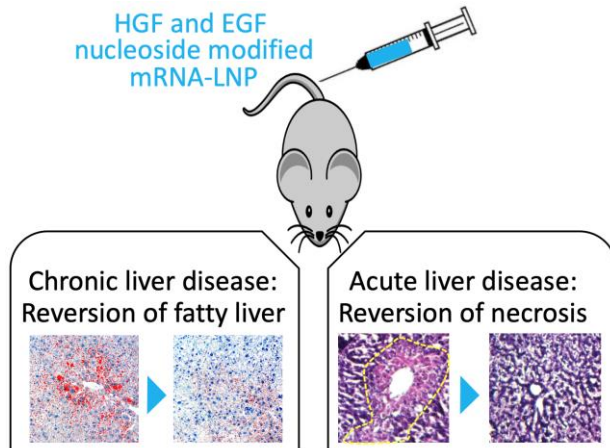 HGF and EGF
nucleoside modified
mRNA-LNP
Chronic liver disease:
Reversion of fatty liver
Acute liver disease:
Reversion of necrosis